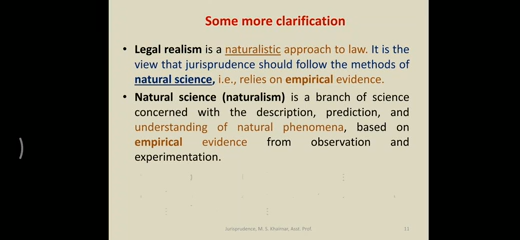 Some more clarification
• Legal realism is a naturalistic approach to law. It is the
view that jurisprudence should follow the methods of
natural science, i.e., relies on empirical evidence.
• Natural science (naturalism) is a branch of science
concerned with the description, prediction, and
understanding of natural phenomena, based on
empirical evidence from observation and
experimentation.
Jurisprudence, M. S. Kharmar, Asst. Prof.
11